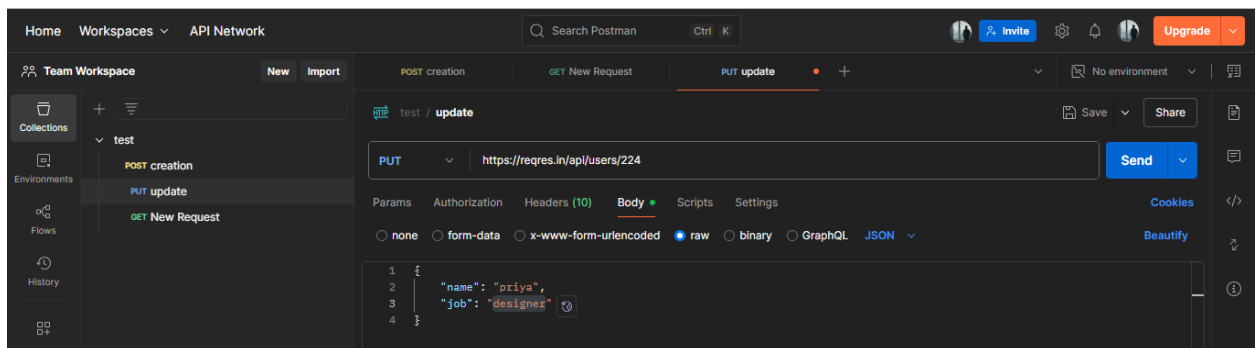 Home Workspaces API Network Search Postman Ctrl K Invite Upgrade
Team Workspace New Import POST creation GET New Request PUT update No environment
Collections
HTTP test / update Save Share
test
POST creation
PUT https://reqres.in/api/users/224 Send
Environments
PUT update
GET New Request
Params Authorization Headers (10) Body Scripts Settings Cookies
Flows
none form-data x-www-form-urlencoded raw binary GraphQL JSON Beautify
History
1 {
2 "name": "priya",
3 "job": "designer"
4 }